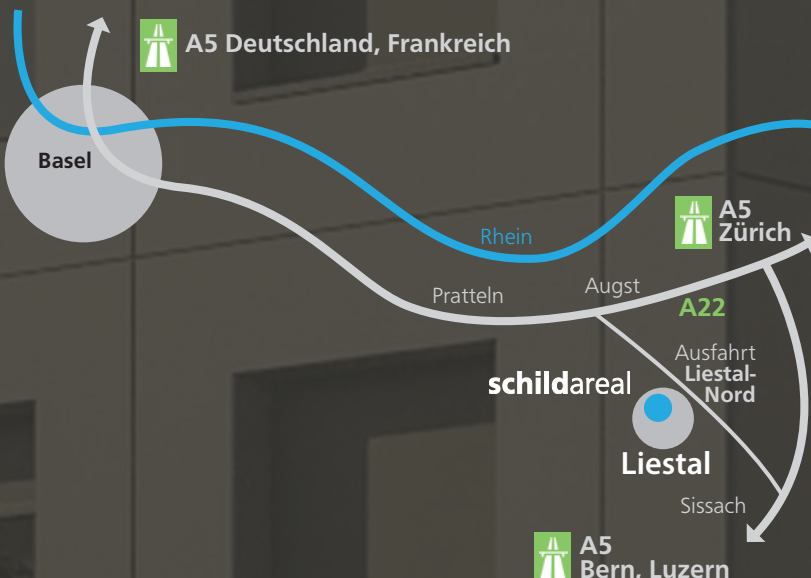 A5 Deutschland, Frankreich
Basel
Rhein
A5
Zürich
Pratteln
Augst
A22
Ausfahrt
Liestal-
Nord
schildareal
Liestal
Sissach
A5
Bern, Luzern